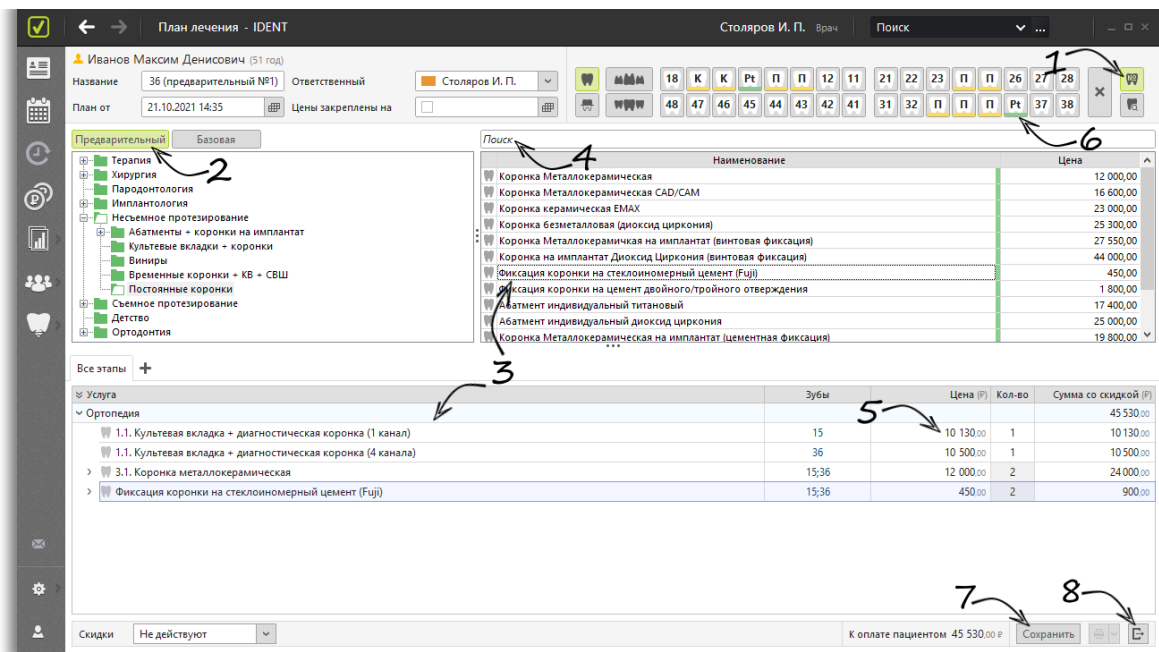 План лечения - IDENT
Столяров И. П. Врач
Поиск
...
Иванов Максим Денисович (51 год)
Название 36 (предварительный №1) Ответственный Столяров И. П.
План от 21.10.2021 14:35 Цены закреплены на
18 К К Pt П П 12 11 21 22 23 П П 26 27 28
48 47 46 45 44 43 42 41 31 32 П П П Pt 37 38
1
6
Предварительный Базовая
2
Терапия
Хирургия
Пародонтология
Имплантология
Несъемное протезирование
Абатменты + коронки на имплантат
Культевые вкладки + коронки
Виниры
Временные коронки + КВ + СВШ
Постоянные коронки
Съемное протезирование
Детство
Ортодонтия
Поиск
4
Наименование Цена
Коронка Металлокерамическая 12 000,00
Коронка Металлокерамическая CAD/CAM 16 600,00
Коронка керамическая EMAX 23 000,00
Коронка безметалловая (диоксид циркония) 25 300,00
Коронка Металлокерамичкая на имплантат (винтовая фиксация) 27 550,00
Коронка на имплантат Диоксид Циркония (винтовая фиксация) 44 000,00
Фиксация коронки на стеклоиномерный цемент (Fuji) 450,00
Фиксация коронки на цемент двойного/тройного отверждения 1 800,00
Абатмент индивидуальный титановый 17 400,00
Абатмент индивидуальный диоксид циркония 25 000,00
Коронка Металлокерамическая на имплантат (цементная фиксация) 19 800,00
3
Все этапы +
Услуга Зубы Цена (₽) Кол-во Сумма со скидкой (₽)
5
Ортопедия 45 530,00
1.1. Культевая вкладка + диагностическая коронка (1 канал) 15 10 130,00 1 10 130,00
1.1. Культевая вкладка + диагностическая коронка (4 канала) 36 10 500,00 1 10 500,00
3.1. Коронка металлокерамическая 15;36 12 000,00 2 24 000,00
Фиксация коронки на стеклоиномерный цемент (Fuji) 15;36 450,00 2 900,00
7
8
Скидки Не действуют К оплате пациентом 45 530,00 ₽ Сохранить